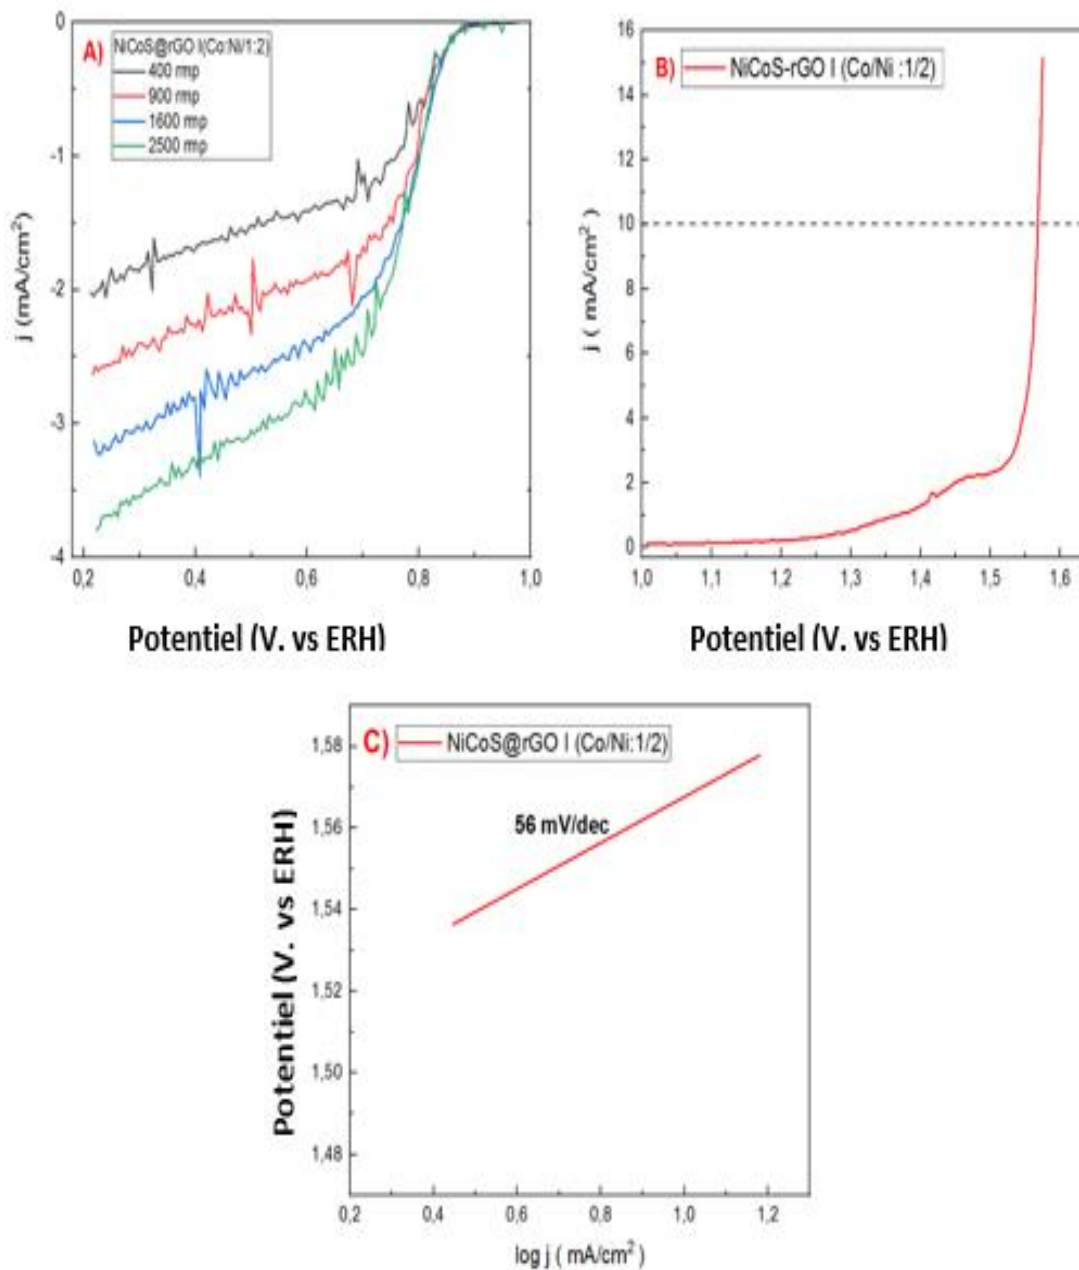 A)
NiCoS@rGO I(Co:Ni/1:2)
400 rmp
900 rmp
1600 rmp
2500 rmp
0
-1
-2
-3
-4
j (mA/cm²)
0,2 0,4 0,6 0,8 1,0
Potentiel (V. vs ERH)
B)
NiCoS-rGO I (Co/Ni :1/2)
16
14
12
10
8
6
4
2
0
j ( mA/cm²)
1,0 1,1 1,2 1,3 1,4 1,5 1,6
Potentiel (V. vs ERH)
C)
NiCoS@rGO I (Co/Ni:1/2)
56 mV/dec
1,58
1,56
1,54
1,52
1,50
1,48
Potentiel (V. vs ERH)
0,2 0,4 0,6 0,8 1,0 1,2
log j ( mA/cm²)